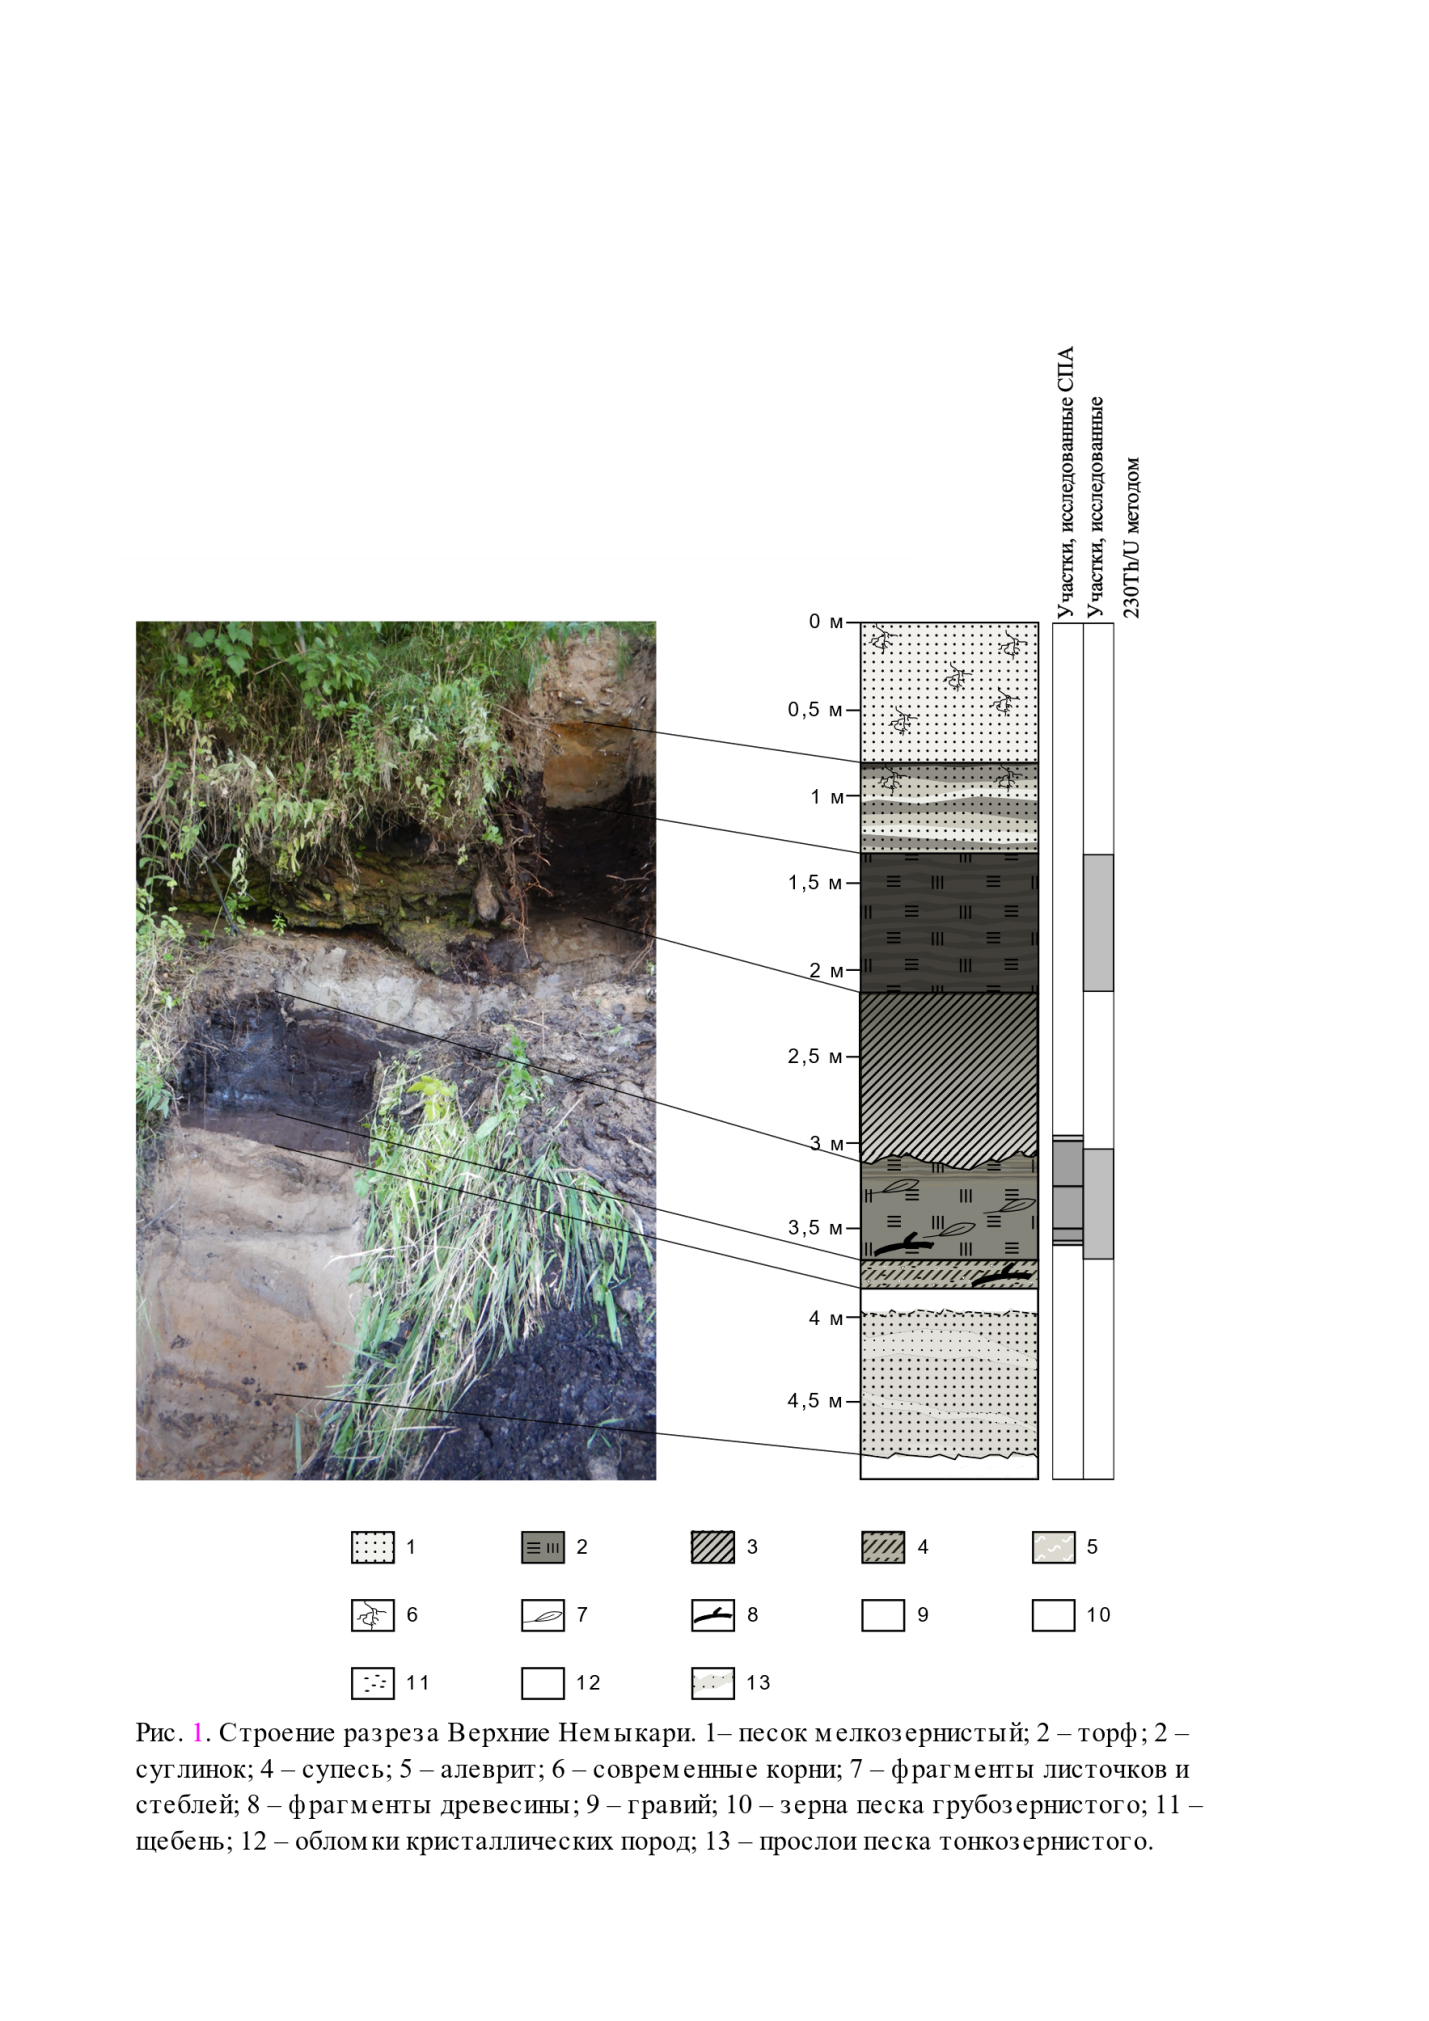 Участки, исследованные СПА
Участки, исследованные
230Th/U методом
0 м
0,5 м
1 м
1,5 м
2 м
2,5 м
3 м
3,5 м
4 м
4,5 м
1 2 3 4 5
6 7 8 9 10
11 12 13
Рис. 1. Строение разреза Верхние Немыкари. 1– песок мелкозернистый; 2 – торф; 2 –
суглинок; 4 – супесь; 5 – алеврит; 6 – современные корни; 7 – фрагменты листочков и
стеблей; 8 – фрагменты древесины; 9 – гравий; 10 – зерна песка грубозернистого; 11 –
щебень; 12 – обломки кристаллических пород; 13 – прослои песка тонкозернистого.